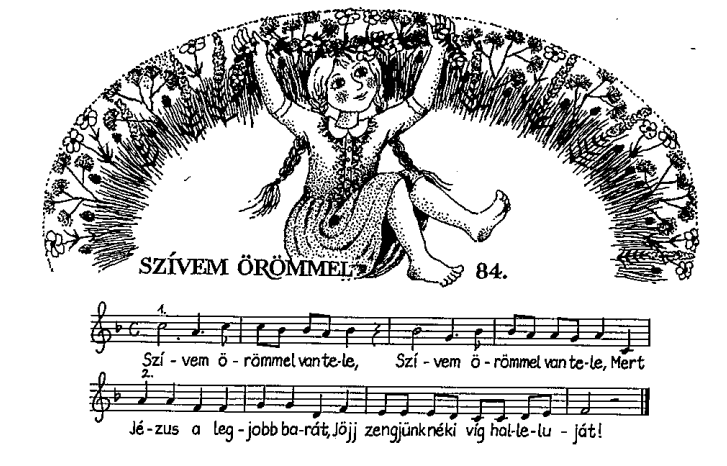 SZÍVEM ÖRÖMMEL 84.
1.
Szí - vem ö - römmel van te-le, Szí - vem ö - römmel van te-le, Mert
2.
Jé-zus a leg-jobb ba-rát, Jöjj zengjünk néki víg hal-le-lu - ját!